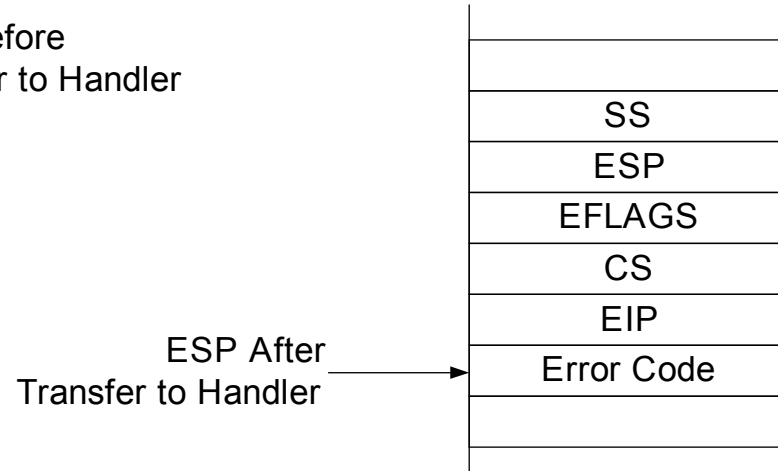 efore
r to Handler
SS
ESP
EFLAGS
CS
EIP
ESP After
Transfer to Handler
Error Code